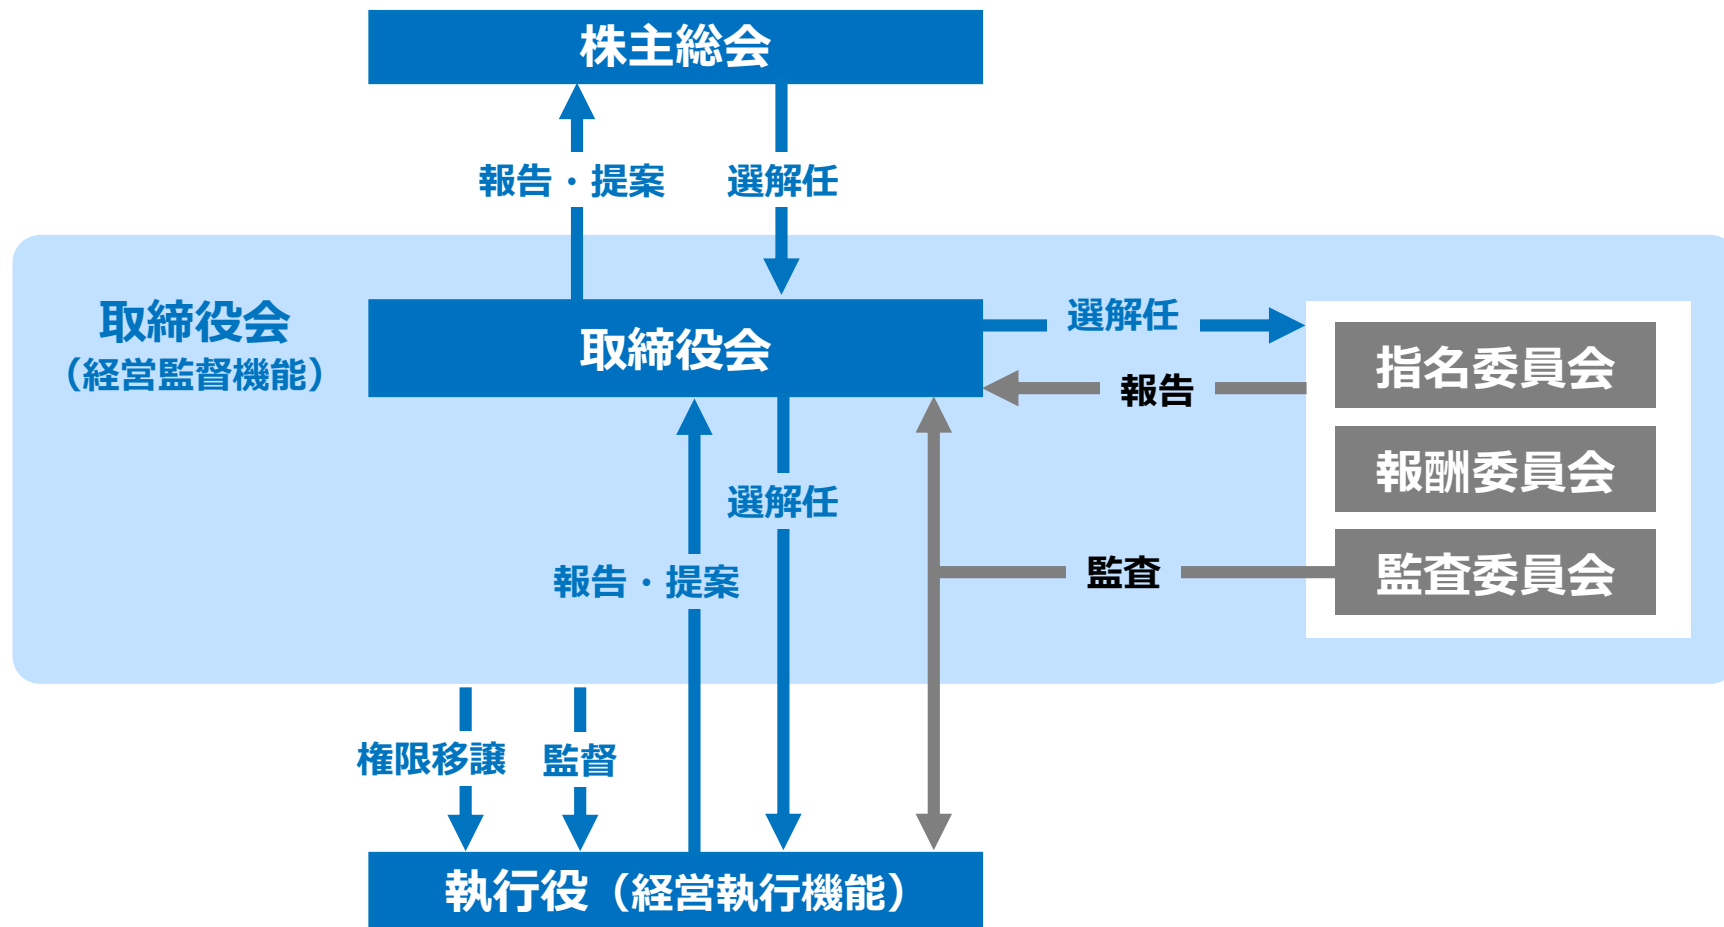 株主総会
報告・提案
選解任
取締役会
（経営監督機能）
取締役会
選解任
報告
指名委員会
報酬委員会
監査委員会
選解任
報告・提案
監査
権限移譲
監督
執行役（経営執行機能）